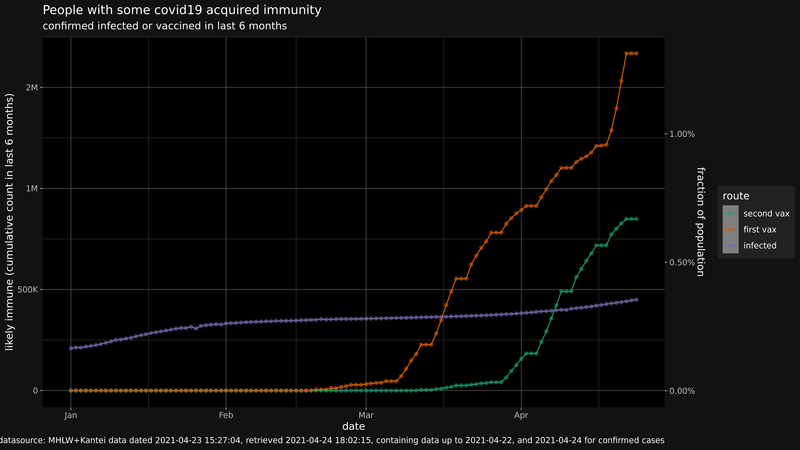 People with some covid19 acquired immunity
confirmed infected or vaccined in last 6 months
likely immune (cumulative count in last 6 months)
2M
1M
500K
0
1.00%
0.50%
0.00%
fraction of population
route
second vax
first vax
infected
Jan
Feb
Mar
Apr
date
datasource: MHLW+Kantei data dated 2021-04-23 15:27:04, retrieved 2021-04-24 18:02:15, containing data up to 2021-04-22, and 2021-04-24 for confirmed cases